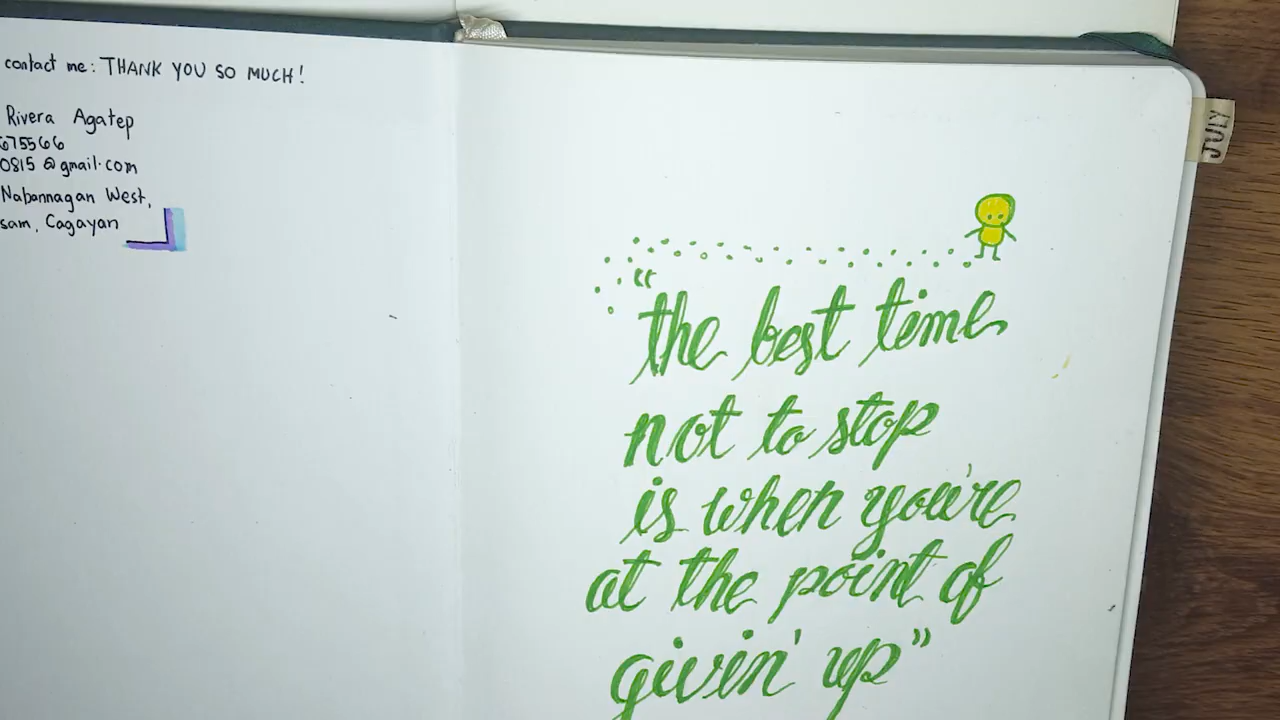 contact me: THANK YOU SO MUCH!
Rivera Agatep
675566
0815@gmail.com
Nabannagan West,
sam, Cagayan
JULY
"the best time
not to stop
is when you're
at the point of
givin' up"